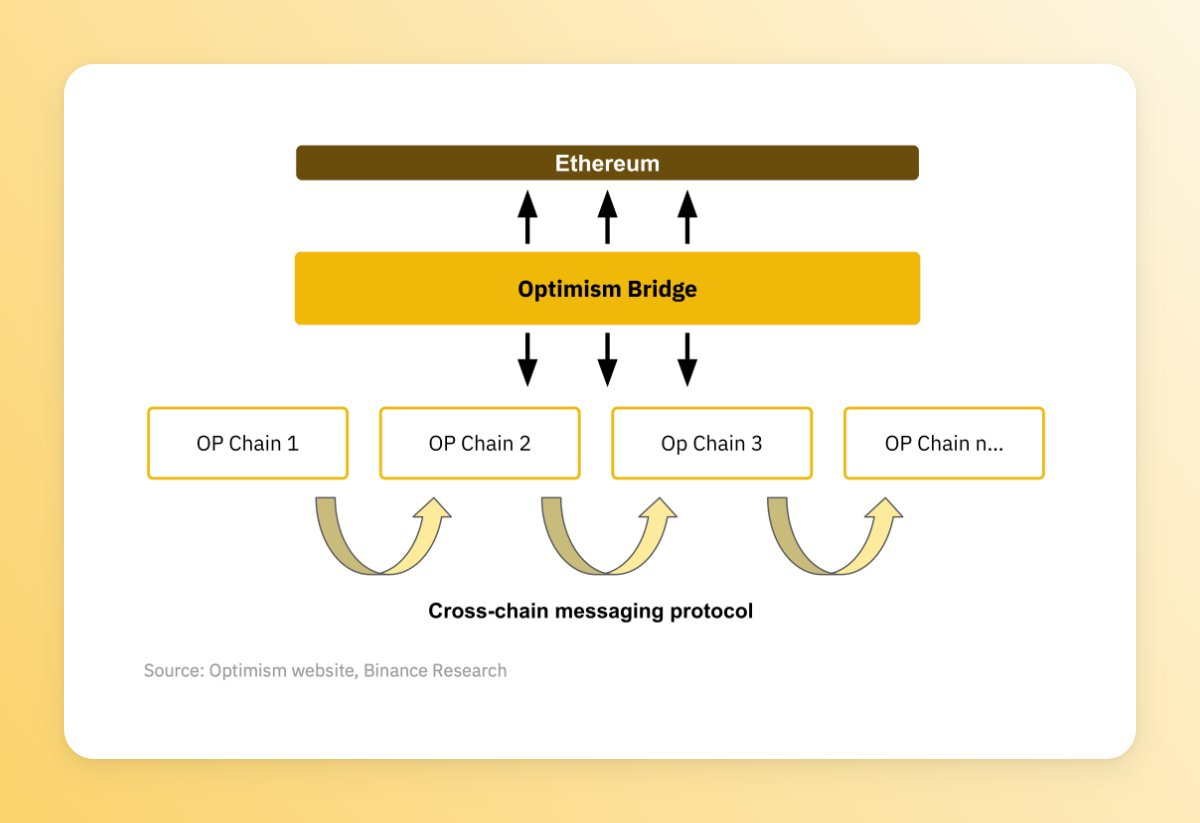 Ethereum
Optimism Bridge
OP Chain 1
OP Chain 2
Op Chain 3
OP Chain n...
Cross-chain messaging protocol
Source: Optimism website, Binance Research